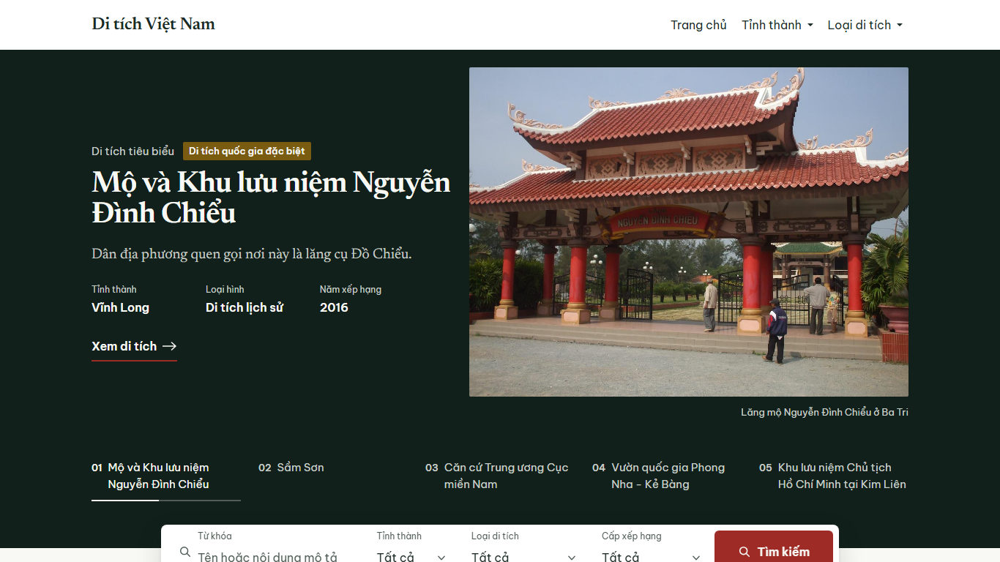 Di tích Việt Nam
Trang chủ
Tỉnh thành
Loại di tích
Di tích tiêu biểu
Di tích quốc gia đặc biệt
Mộ và Khu lưu niệm Nguyễn
Đình Chiểu
Dân địa phương quen gọi nơi này là lăng cụ Đồ Chiểu.
Tỉnh thành
Loại hình
Năm xếp hạng
Vĩnh Long
Di tích lịch sử
2016
Xem di tích
NGUYỄN ĐÌNH CHIỂU
Lăng mộ Nguyễn Đình Chiểu ở Ba Tri
01 Mộ và Khu lưu niệm
Nguyễn Đình Chiểu
02 Sầm Sơn
03 Căn cứ Trung ương Cục
miền Nam
04 Vườn quốc gia Phong
Nha - Kẻ Bàng
05 Khu lưu niệm Chủ tịch
Hồ Chí Minh tại Kim Liên
Từ khóa
Tên hoặc nội dung mô tả
Tỉnh thành
Tất cả
Loại di tích
Tất cả
Cấp xếp hạng
Tất cả
Tìm kiếm